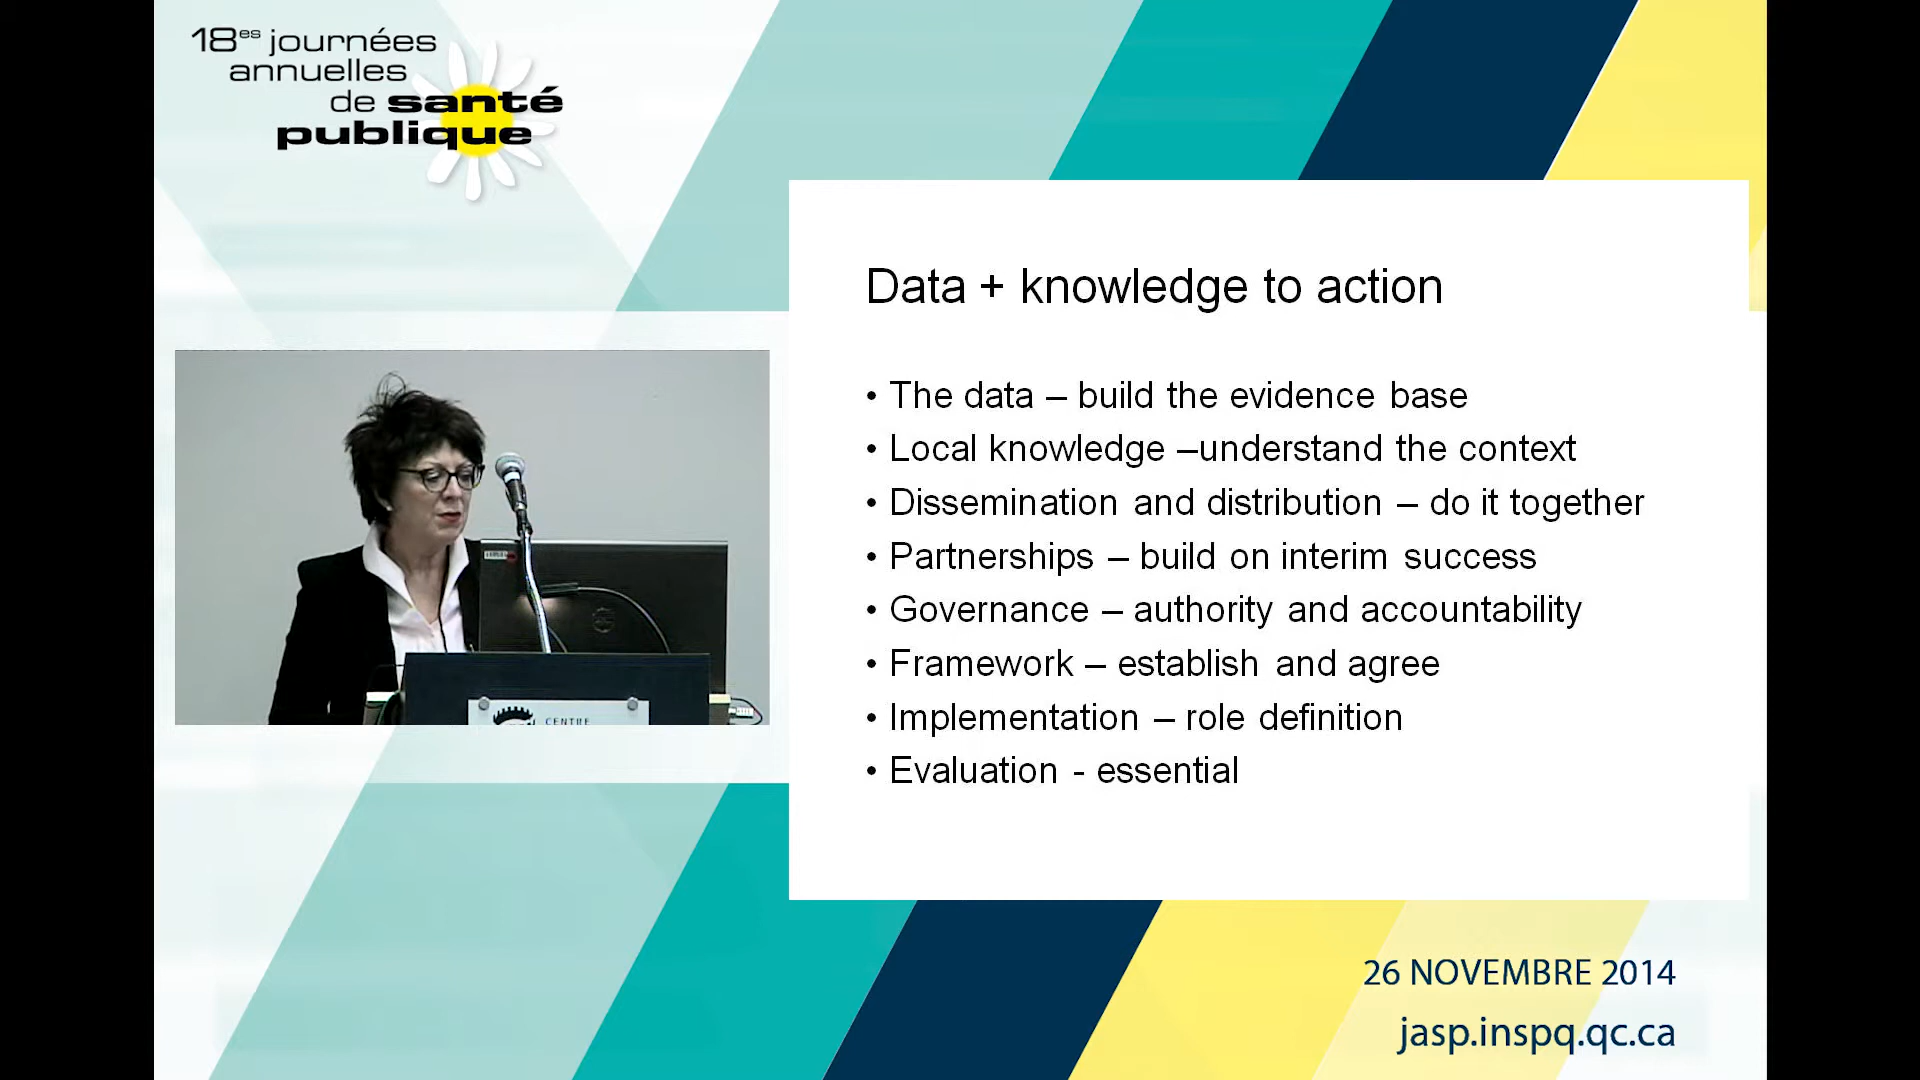 18es journées
annuelles
de santé
publique
Data + knowledge to action
• The data – build the evidence base
• Local knowledge –understand the context
• Dissemination and distribution – do it together
• Partnerships – build on interim success
• Governance – authority and accountability
• Framework – establish and agree
• Implementation – role definition
• Evaluation - essential
CENTRE
26 NOVEMBRE 2014
jasp.inspq.qc.ca